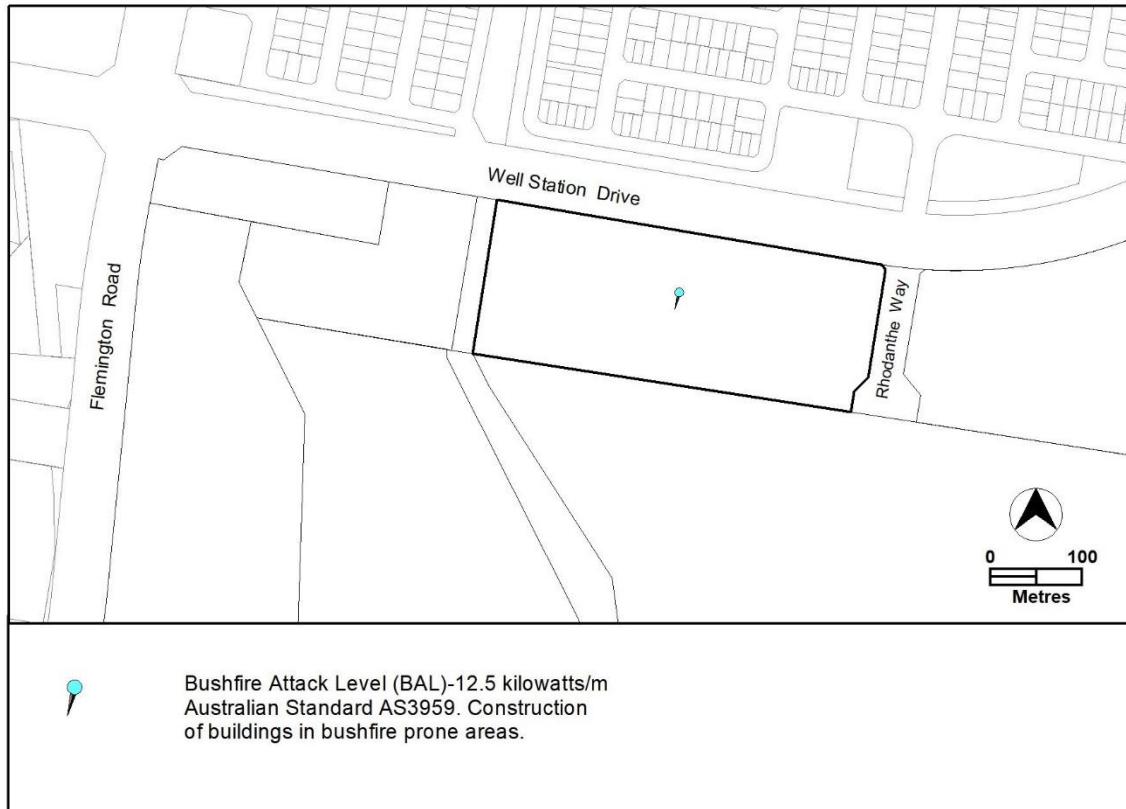 Well Station Drive
Flemington Road
Rhodanthe Way
0 100
Metres
Bushfire Attack Level (BAL)-12.5 kilowatts/m
Australian Standard AS3959. Construction
of buildings in bushfire prone areas.